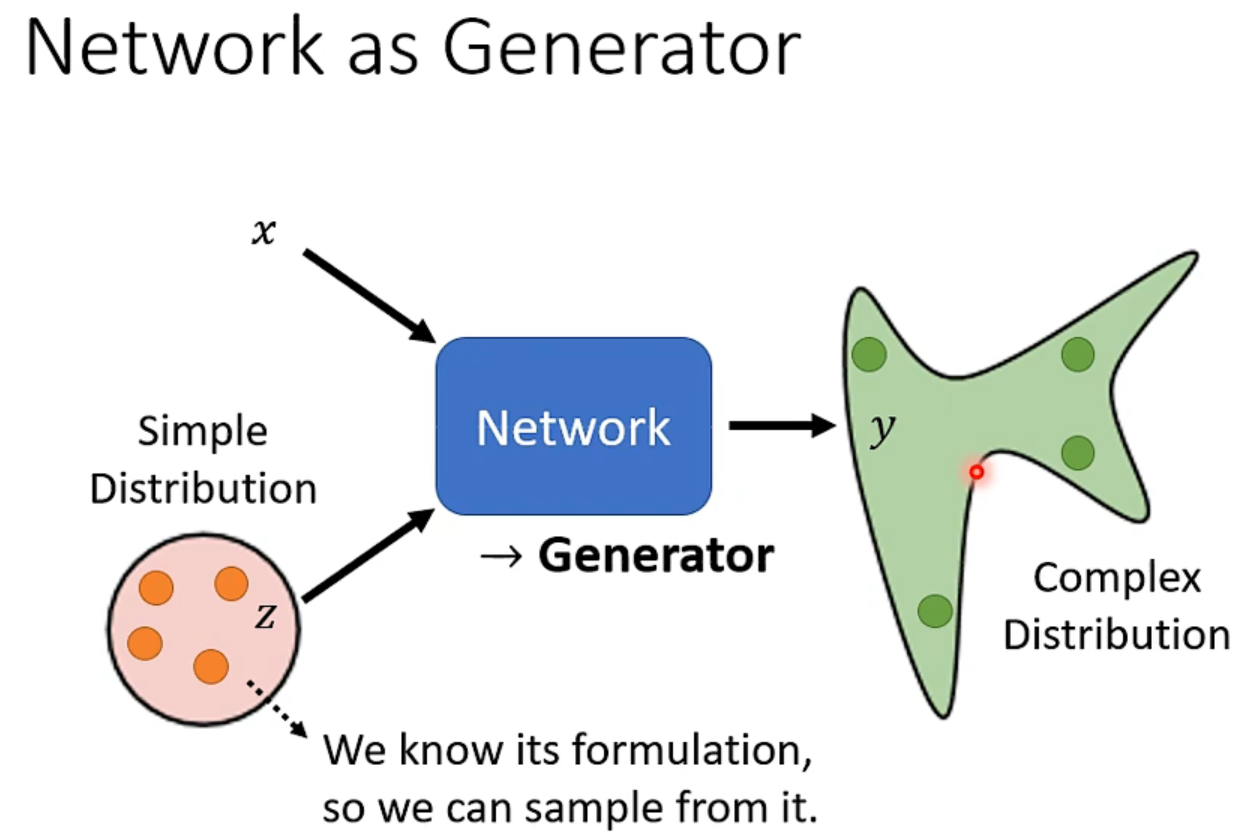 Network as Generator
x
Simple
Distribution
z
Network
→ Generator
y
Complex
Distribution
We know its formulation,
so we can sample from it.